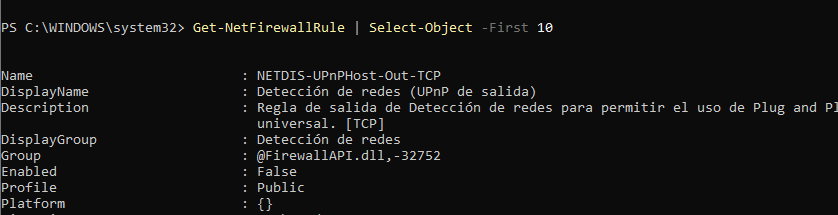 PS C:\WINDOWS\system32> Get-NetFirewallRule | Select-Object -First 10
Name : NETDIS-UPnPHost-Out-TCP
DisplayName : Detección de redes (UPnP de salida)
Description : Regla de salida de Detección de redes para permitir el uso de Plug and Pl
universal. [TCP]
DisplayGroup : Detección de redes
Group : @FirewallAPI.dll,-32752
Enabled : False
Profile : Public
Platform : {}